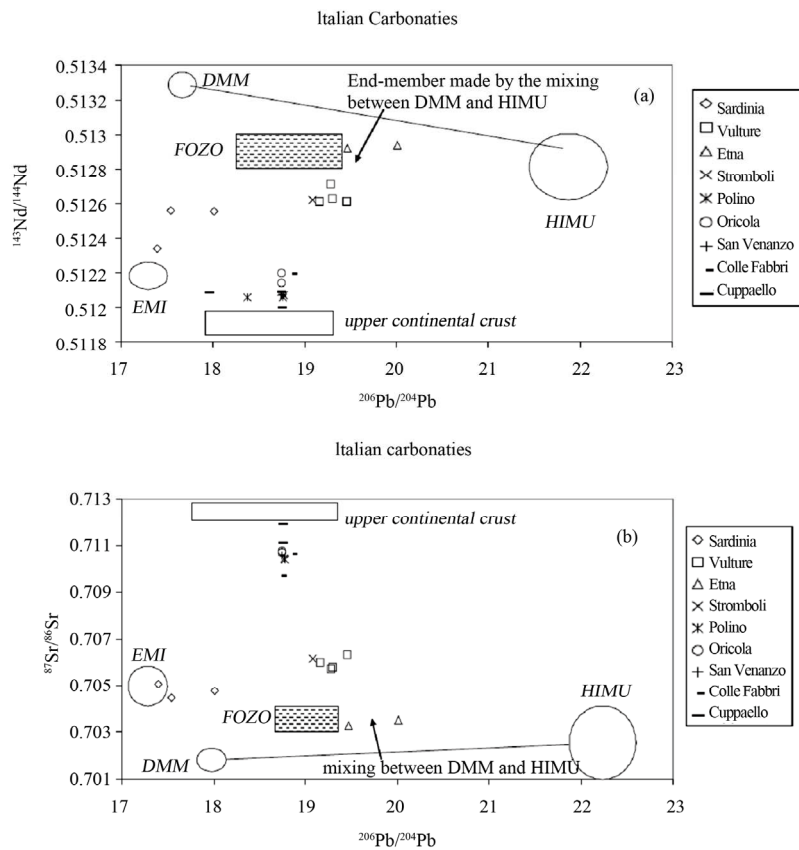 Italian Carbonaties
(a)
0.5134
0.5133
0.513
0.5128
0.5126
0.5124
0.5122
0.512
0.5118
¹⁴³Nd/¹⁴⁴Nd
DMM
End-member made by the mixing
between DMM and HIMU
FOZO
HIMU
EMI
upper continental crust
17 18 19 20 21 22 23
²⁰⁶Pb/²⁰⁴Pb
Sardinia
Vulture
Etna
Stromboli
Polino
Oricola
San Venanzo
Colle Fabbri
Cuppaello
Italian carbonaties
(b)
0.713
0.711
0.707
0.705
0.703
0.701
⁸⁷Sr/⁸⁶Sr
upper continental crust
EMI
HIMU
FOZO
DMM
mixing between DMM and HIMU
17 18 19 20 21 22 23
²⁰⁶Pb/²⁰⁴Pb
Sardinia
Vulture
Etna
Stromboli
Polino
Oricola
San Venanzo
Colle Fabbri
Cuppaello